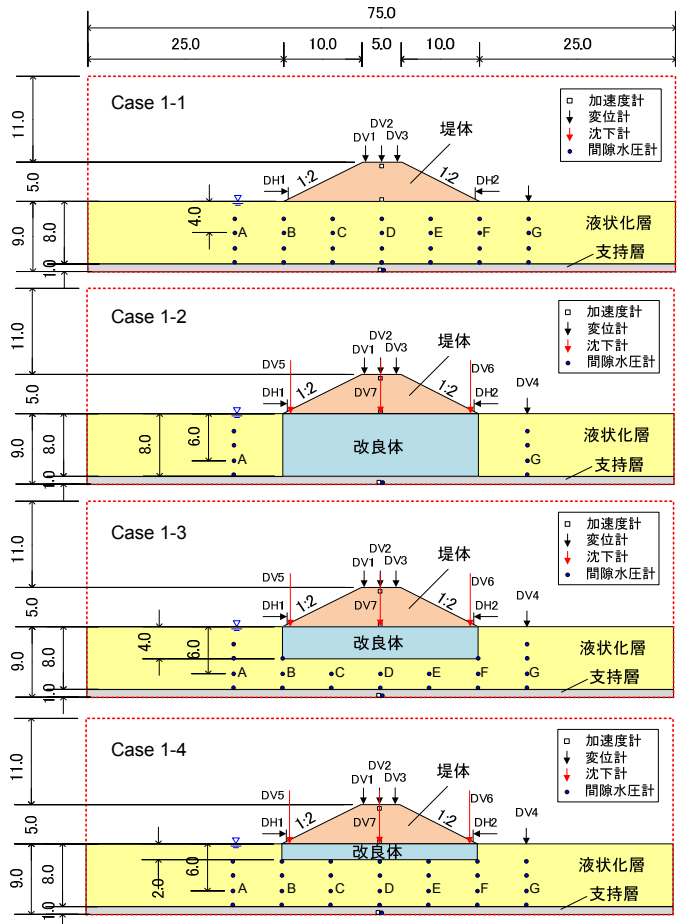 75.0
25.0 10.0 5.0 10.0 25.0
Case 1-1
加速度計
変位計
沈下計
間隙水圧計
DV2
DV1 DV3
堤体
DH1 1:2 1:2 DH2
11.0
5.0
4.0
9.0 8.0
1.0
A B C D E F G
液状化層
支持層
Case 1-2
加速度計
変位計
沈下計
間隙水圧計
DV2
DV1 DV3
堤体
DV5 DV6
DH1 1:2 DV7 1:2 DH2
DV4
11.0
5.0
9.0 8.0 8.0 6.0
1.0
A 改良体 G
液状化層
支持層
Case 1-3
加速度計
変位計
沈下計
間隙水圧計
DV2
DV1 DV3
堤体
DV5 DV6
DH1 1:2 DV7 1:2 DH2
DV4
11.0
5.0
9.0 8.0 4.0 6.0
1.0
改良体
A B C D E F G
液状化層
支持層
Case 1-4
加速度計
変位計
沈下計
間隙水圧計
DV2
DV1 DV3
堤体
DV5 DV6
DH1 1:2 DV7 1:2 DH2
DV4
11.0
5.0
9.0 8.0 2.0 6.0
1.0
改良体
A B C D E F G
液状化層
支持層